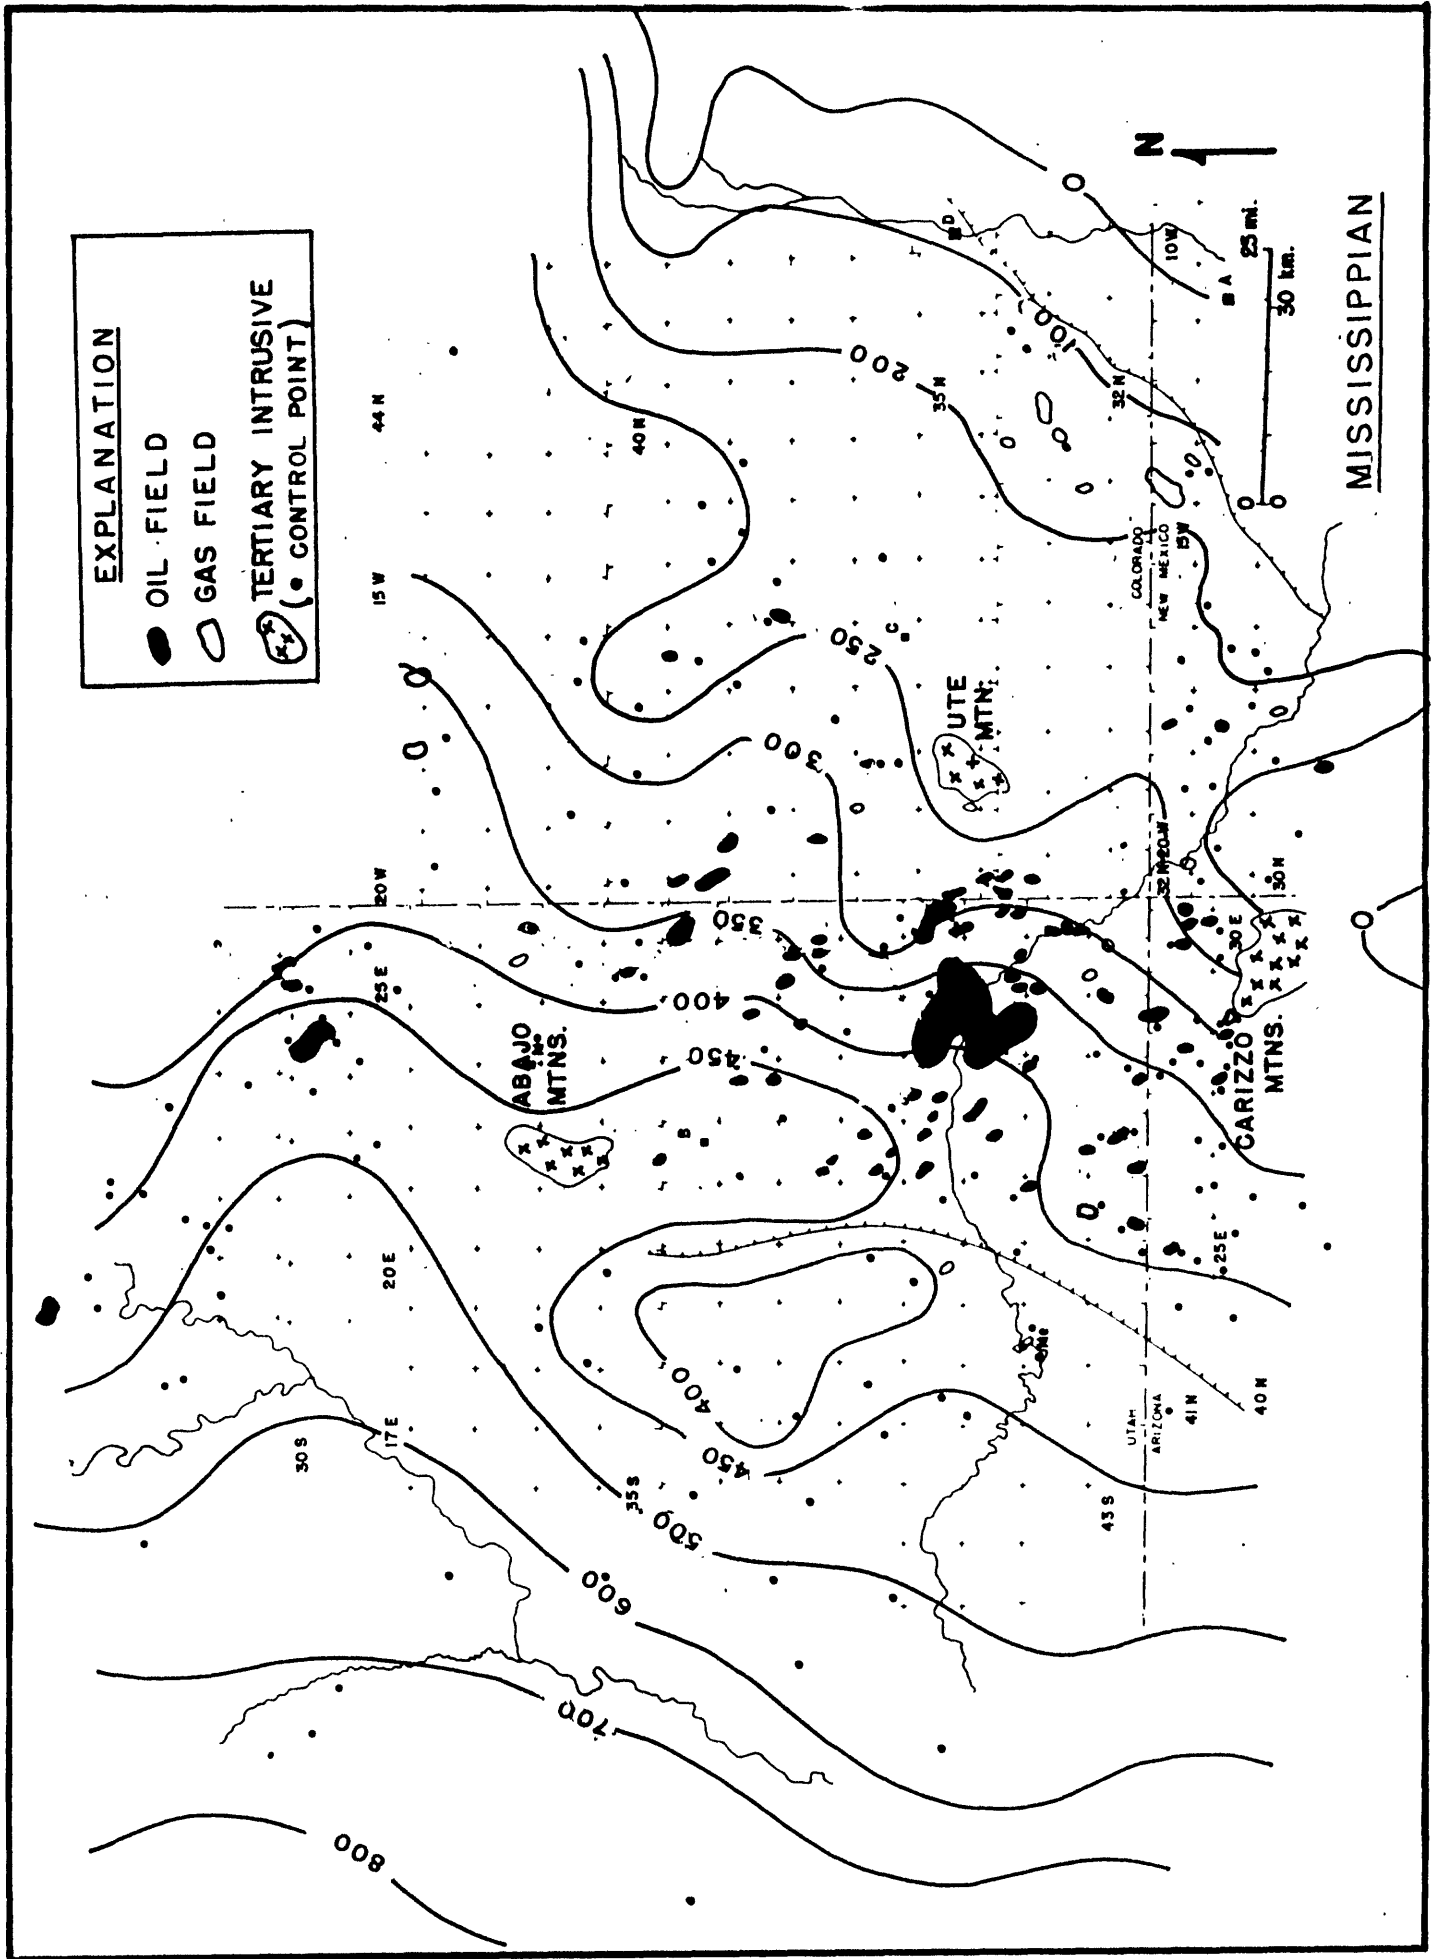 EXPLANATION
OIL FIELD
GAS FIELD
TERTIARY INTRUSIVE
(• CONTROL POINT)
44 N
15 W
20 W
25 E
20 E
17 E
30 S
40 N
35 N
32 N
10 W
35 S
43 S
N
0
25 mi.
0
30 km.
MISSISSIPPIAN
COLORADO
NEW MEXICO
15 W
UTE
MTN.
ABAJO
MTNS.
CARIZZO
MTNS.
32 N
20 W
30 N
30 E
25 E
UTAH
ARIZONA
41 N
40 N
A
B
C
D
0
100
200
250
300
350
400
450
400
450
500
600
700
800
0